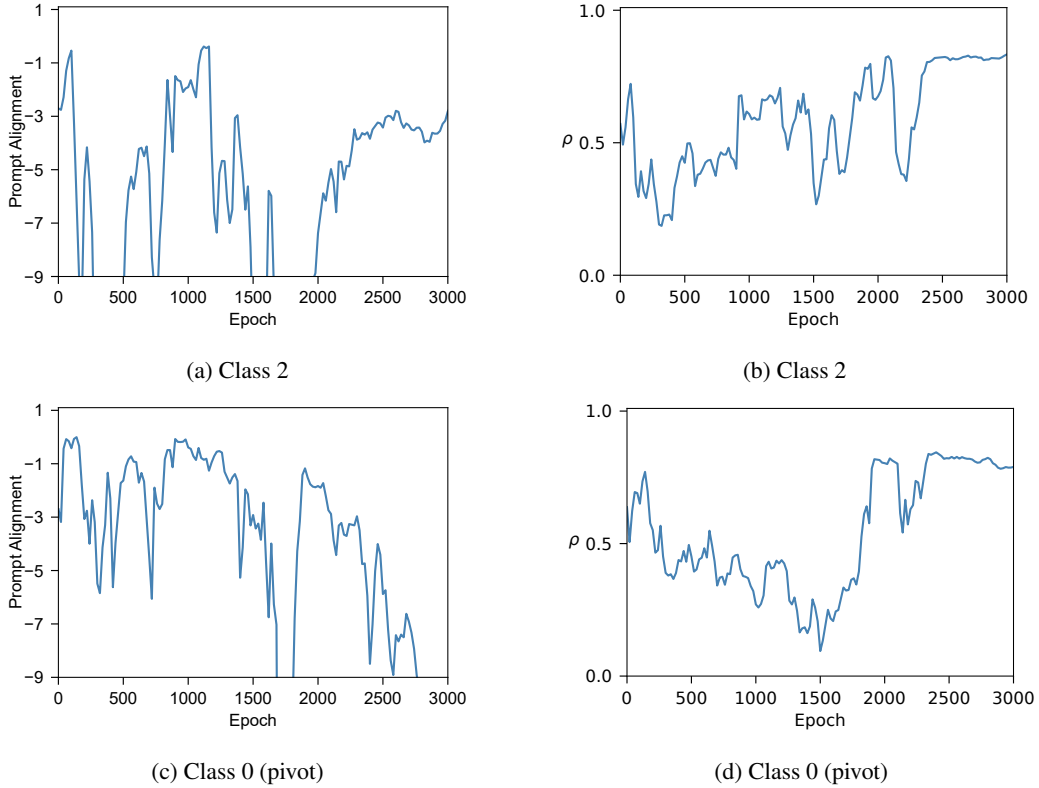 1
−1
−3
−5
−7
−9
Prompt Alignment
0 500 1000 1500 2000 2500 3000
Epoch
(a) Class 2
1.0
0.5
0.0
ρ
0 500 1000 1500 2000 2500 3000
Epoch
(b) Class 2
1
−1
−3
−5
−7
−9
Prompt Alignment
0 500 1000 1500 2000 2500 3000
Epoch
(c) Class 0 (pivot)
1.0
0.5
0.0
ρ
0 500 1000 1500 2000 2500 3000
Epoch
(d) Class 0 (pivot)